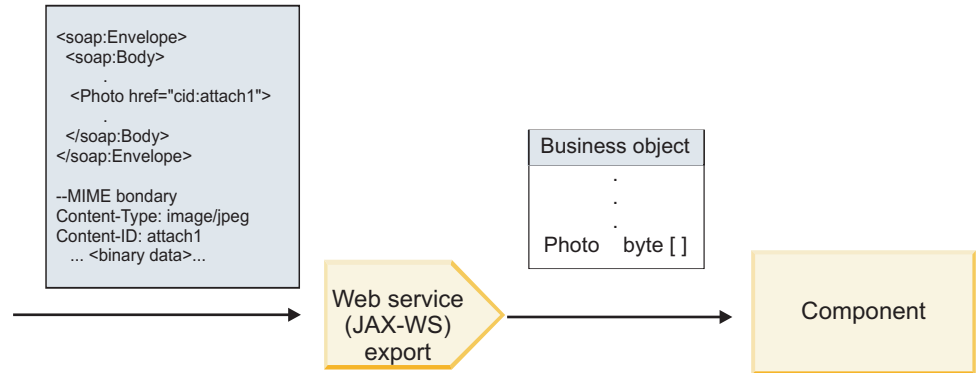 <soap:Envelope>
<soap:Body>
.
<Photo href="cid:attach1">
.
</soap:Body>
</soap:Envelope>
--MIME bondary
Content-Type: image/jpeg
Content-ID: attach1
... <binary data>...
Web service
(JAX-WS)
export
Business object
.
.
.
Photo byte [ ]
Component